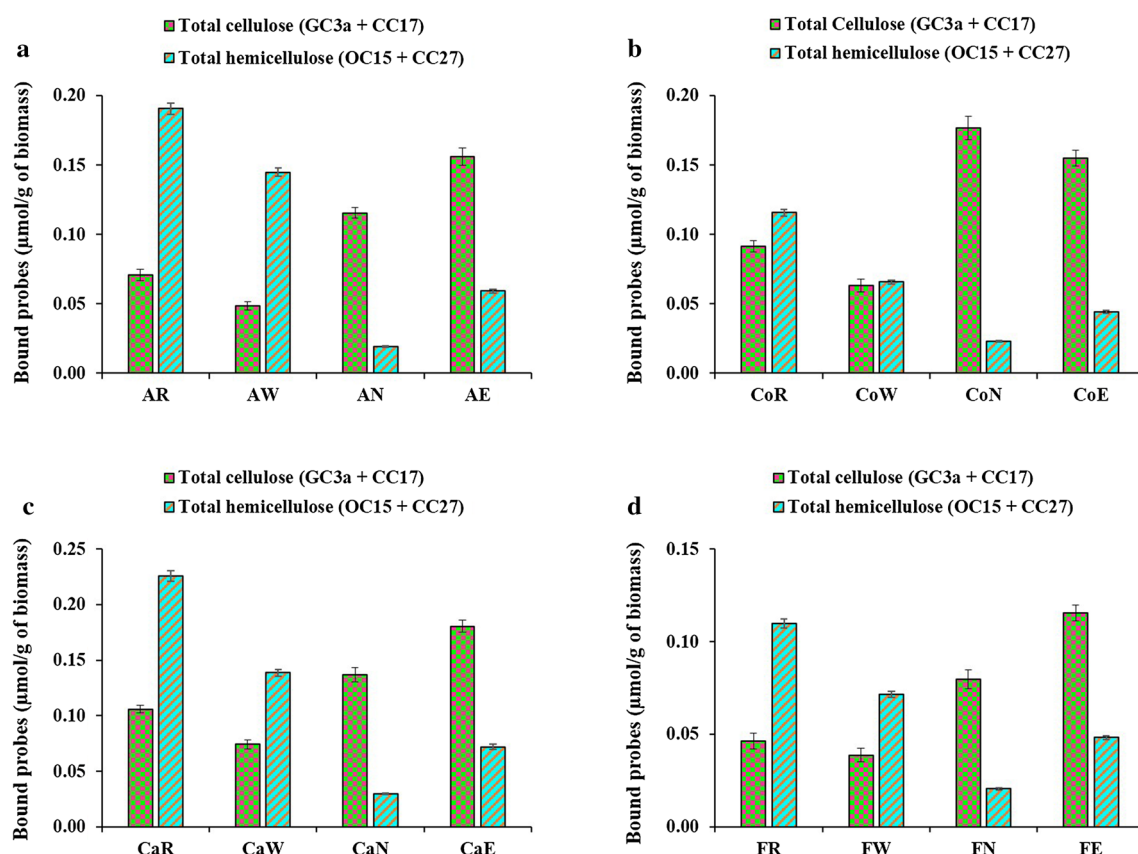 a
Total cellulose (GC3a + CC17)
Total hemicellulose (OC15 + CC27)
Bound probes (µmol/g of biomass)
0.20
0.15
0.10
0.05
0.00
AR AW AN AE
b
Total Cellulose (GC3a + CC17)
Total hemicellulose (OC15 + CC27)
Bound probes (µmol/g of biomass)
0.20
0.15
0.10
0.05
0.00
CoR CoW CoN CoE
c
Total cellulose (GC3a + CC17)
Total hemicellulose (OC15 + CC27)
Bound probes (µmol/g of biomass)
0.25
0.20
0.15
0.10
0.05
0.00
CaR CaW CaN CaE
d
Total cellulose (GC3a + CC17)
Total hemicellulose (OC15 + CC27)
Bound probes (µmol/g of biomass)
0.15
0.10
0.05
0.00
FR FW FN FE